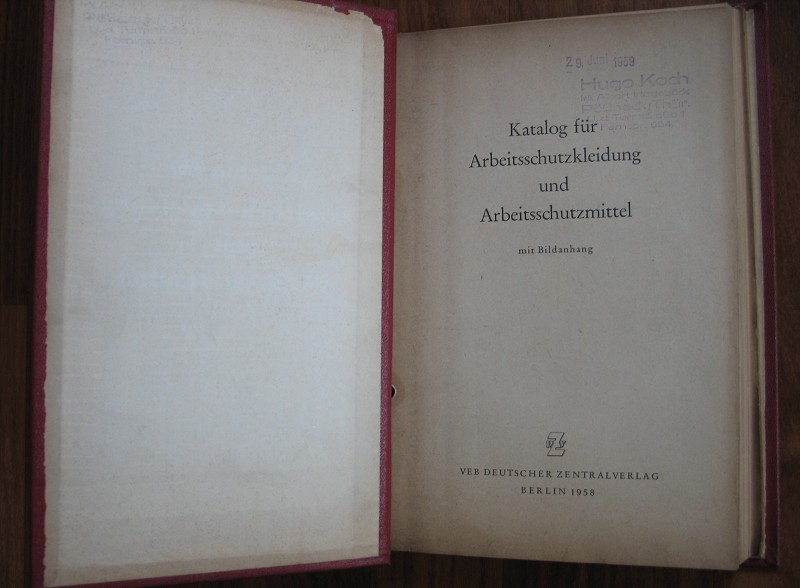 29. Juni 1959
Hugo Koch
Katalog für
Arbeitsschutzkleidung
und
Arbeitsschutzmittel
mit Bildanhang
VEB DEUTSCHER ZENTRALVERLAG
BERLIN 1958